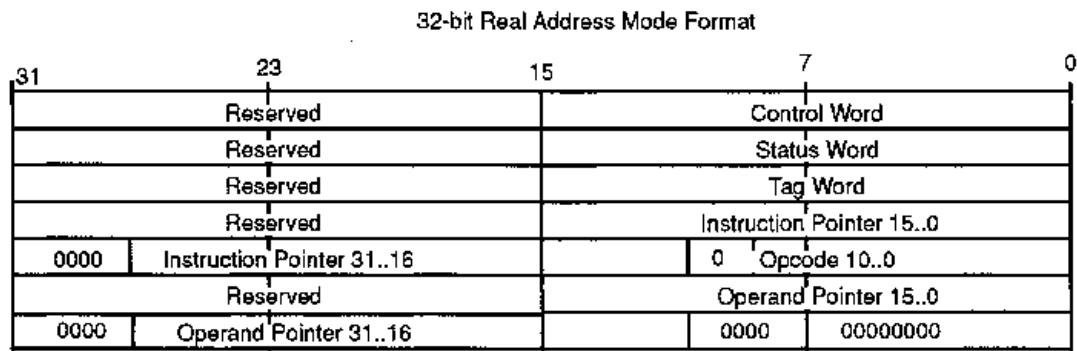 32-bit Real Address Mode Format
31 23 15 7 0
Reserved Control Word
Reserved Status Word
Reserved Tag Word
Reserved Instruction Pointer 15..0
0000 Instruction Pointer 31..16 0 Opcode 10..0
Reserved Operand Pointer 15..0
0000 Operand Pointer 31..16 0000 00000000